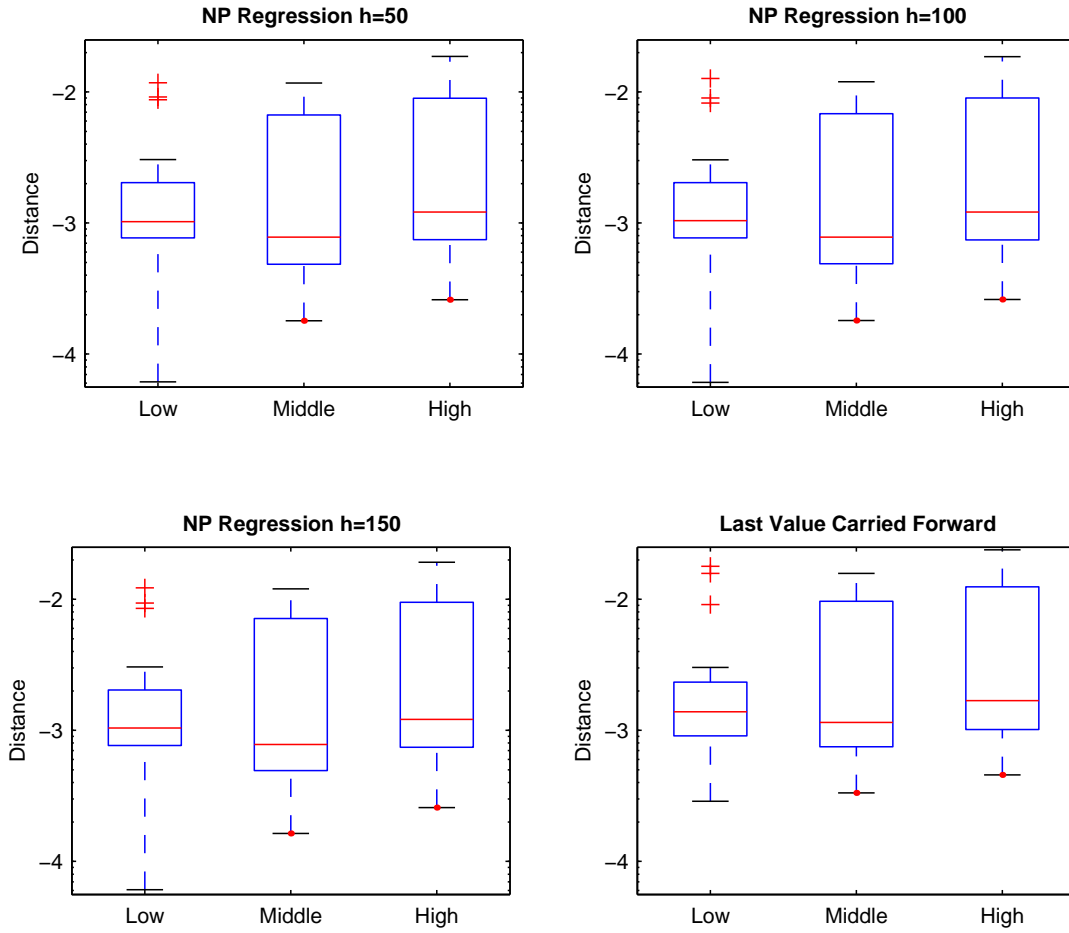 NP Regression h=50
Distance
−2
−3
−4
Low Middle High
NP Regression h=100
Distance
−2
−3
−4
Low Middle High
NP Regression h=150
Distance
−2
−3
−4
Low Middle High
Last Value Carried Forward
Distance
−2
−3
−4
Low Middle High